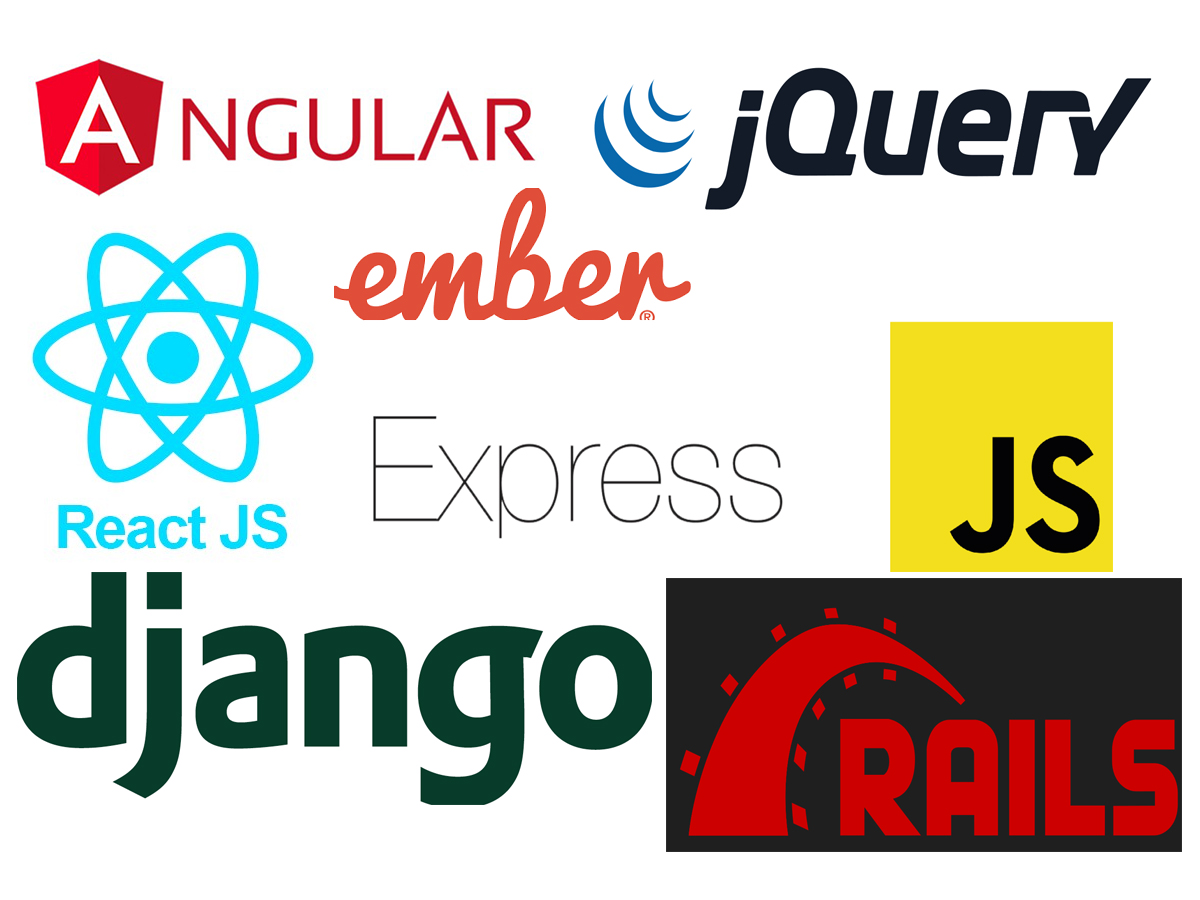 ANGULAR
jQuery
ember®
React JS
Express
JS
django
RAILS